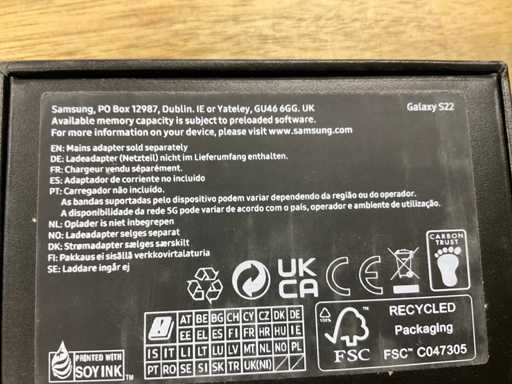 Samsung, PO Box 12987, Dublin. IE or Yateley, GU46 6GG. UK
Galaxy S22
Available memory capacity is subject to preloaded software.
For more information on your device, please visit www.samsung.com
EN: Mains adapter sold separately
DE: Ladeadapter (Netzteil) nicht im Lieferumfang enthalten.
FR: Chargeur vendu séparément.
ES: Adaptador de corriente no incluido
PT: Carregador não incluído.
As bandas suportadas pelo dispositivo podem variar dependendo da região ou do operador.
A disponibilidade da rede 5G pode variar de acordo com o país, operador e ambiente de utilização.
NL: Oplader is niet inbegrepen
NO: Ladeadapter selges separat
DK: Strømadapter sælges særskilt
FI: Pakkaus ei sisällä verkkovirtalaturia
SE: Laddare ingår ej
CARBON
TRUST
UK
CA
CE
AT BE BG CH CY CZ DE DK
EE EL ES FI FR HR HU IE
IS IT LI LT LU LV MT NL NO PL
PT RO SE SI SK TR UK(NI)
PRINTED WITH
SOY INK
100%
FSC
RECYCLED
Packaging
FSC™ C047305